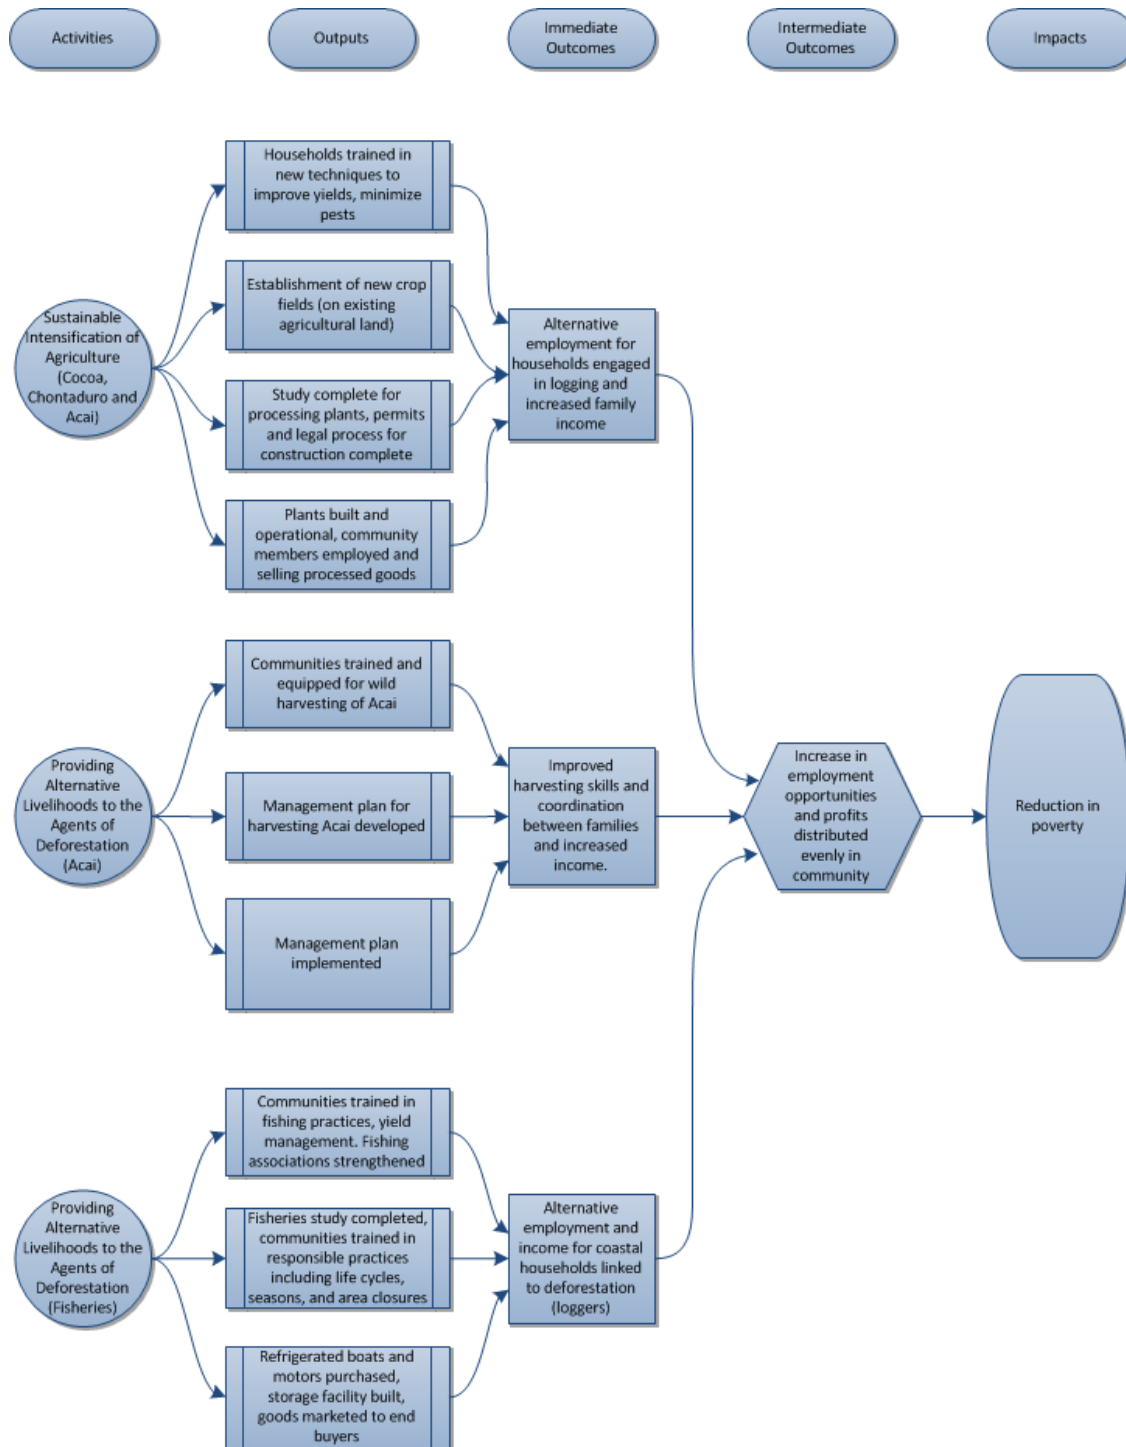 Activities
Outputs
Immediate
Outcomes
Intermediate
Outcomes
Impacts
Households trained in
new techniques to
improve yields, minimize
pests
Establishment of new crop
fields (on existing
agricultural land)
Sustainable
Intensification of
Agriculture
(Cocoa,
Chontaduro and
Acai)
Study complete for
processing plants, permits
and legal process for
construction complete
Plants built and
operational, community
members employed and
selling processed goods
Alternative
employment for
households engaged
in logging and
increased family
income
Communities trained and
equipped for wild
harvesting of Acai
Providing
Alternative
Livelihoods to the
Agents of
Deforestation
(Acai)
Management plan for
harvesting Acai developed
Management plan
implemented
Improved
harvesting skills and
coordination
between families
and increased
income.
Increase in
employment
opportunities
and profits
distributed
evenly in
community
Reduction in
poverty
Communities trained in
fishing practices, yield
management. Fishing
associations strengthened
Providing
Alternative
Livelihoods to the
Agents of
Deforestation
(Fisheries)
Fisheries study completed,
communities trained in
responsible practices
including life cycles,
seasons, and area closures
Refrigerated boats and
motors purchased,
storage facility built,
goods marketed to end
buyers
Alternative
employment and
income for coastal
households linked
to deforestation
(loggers)